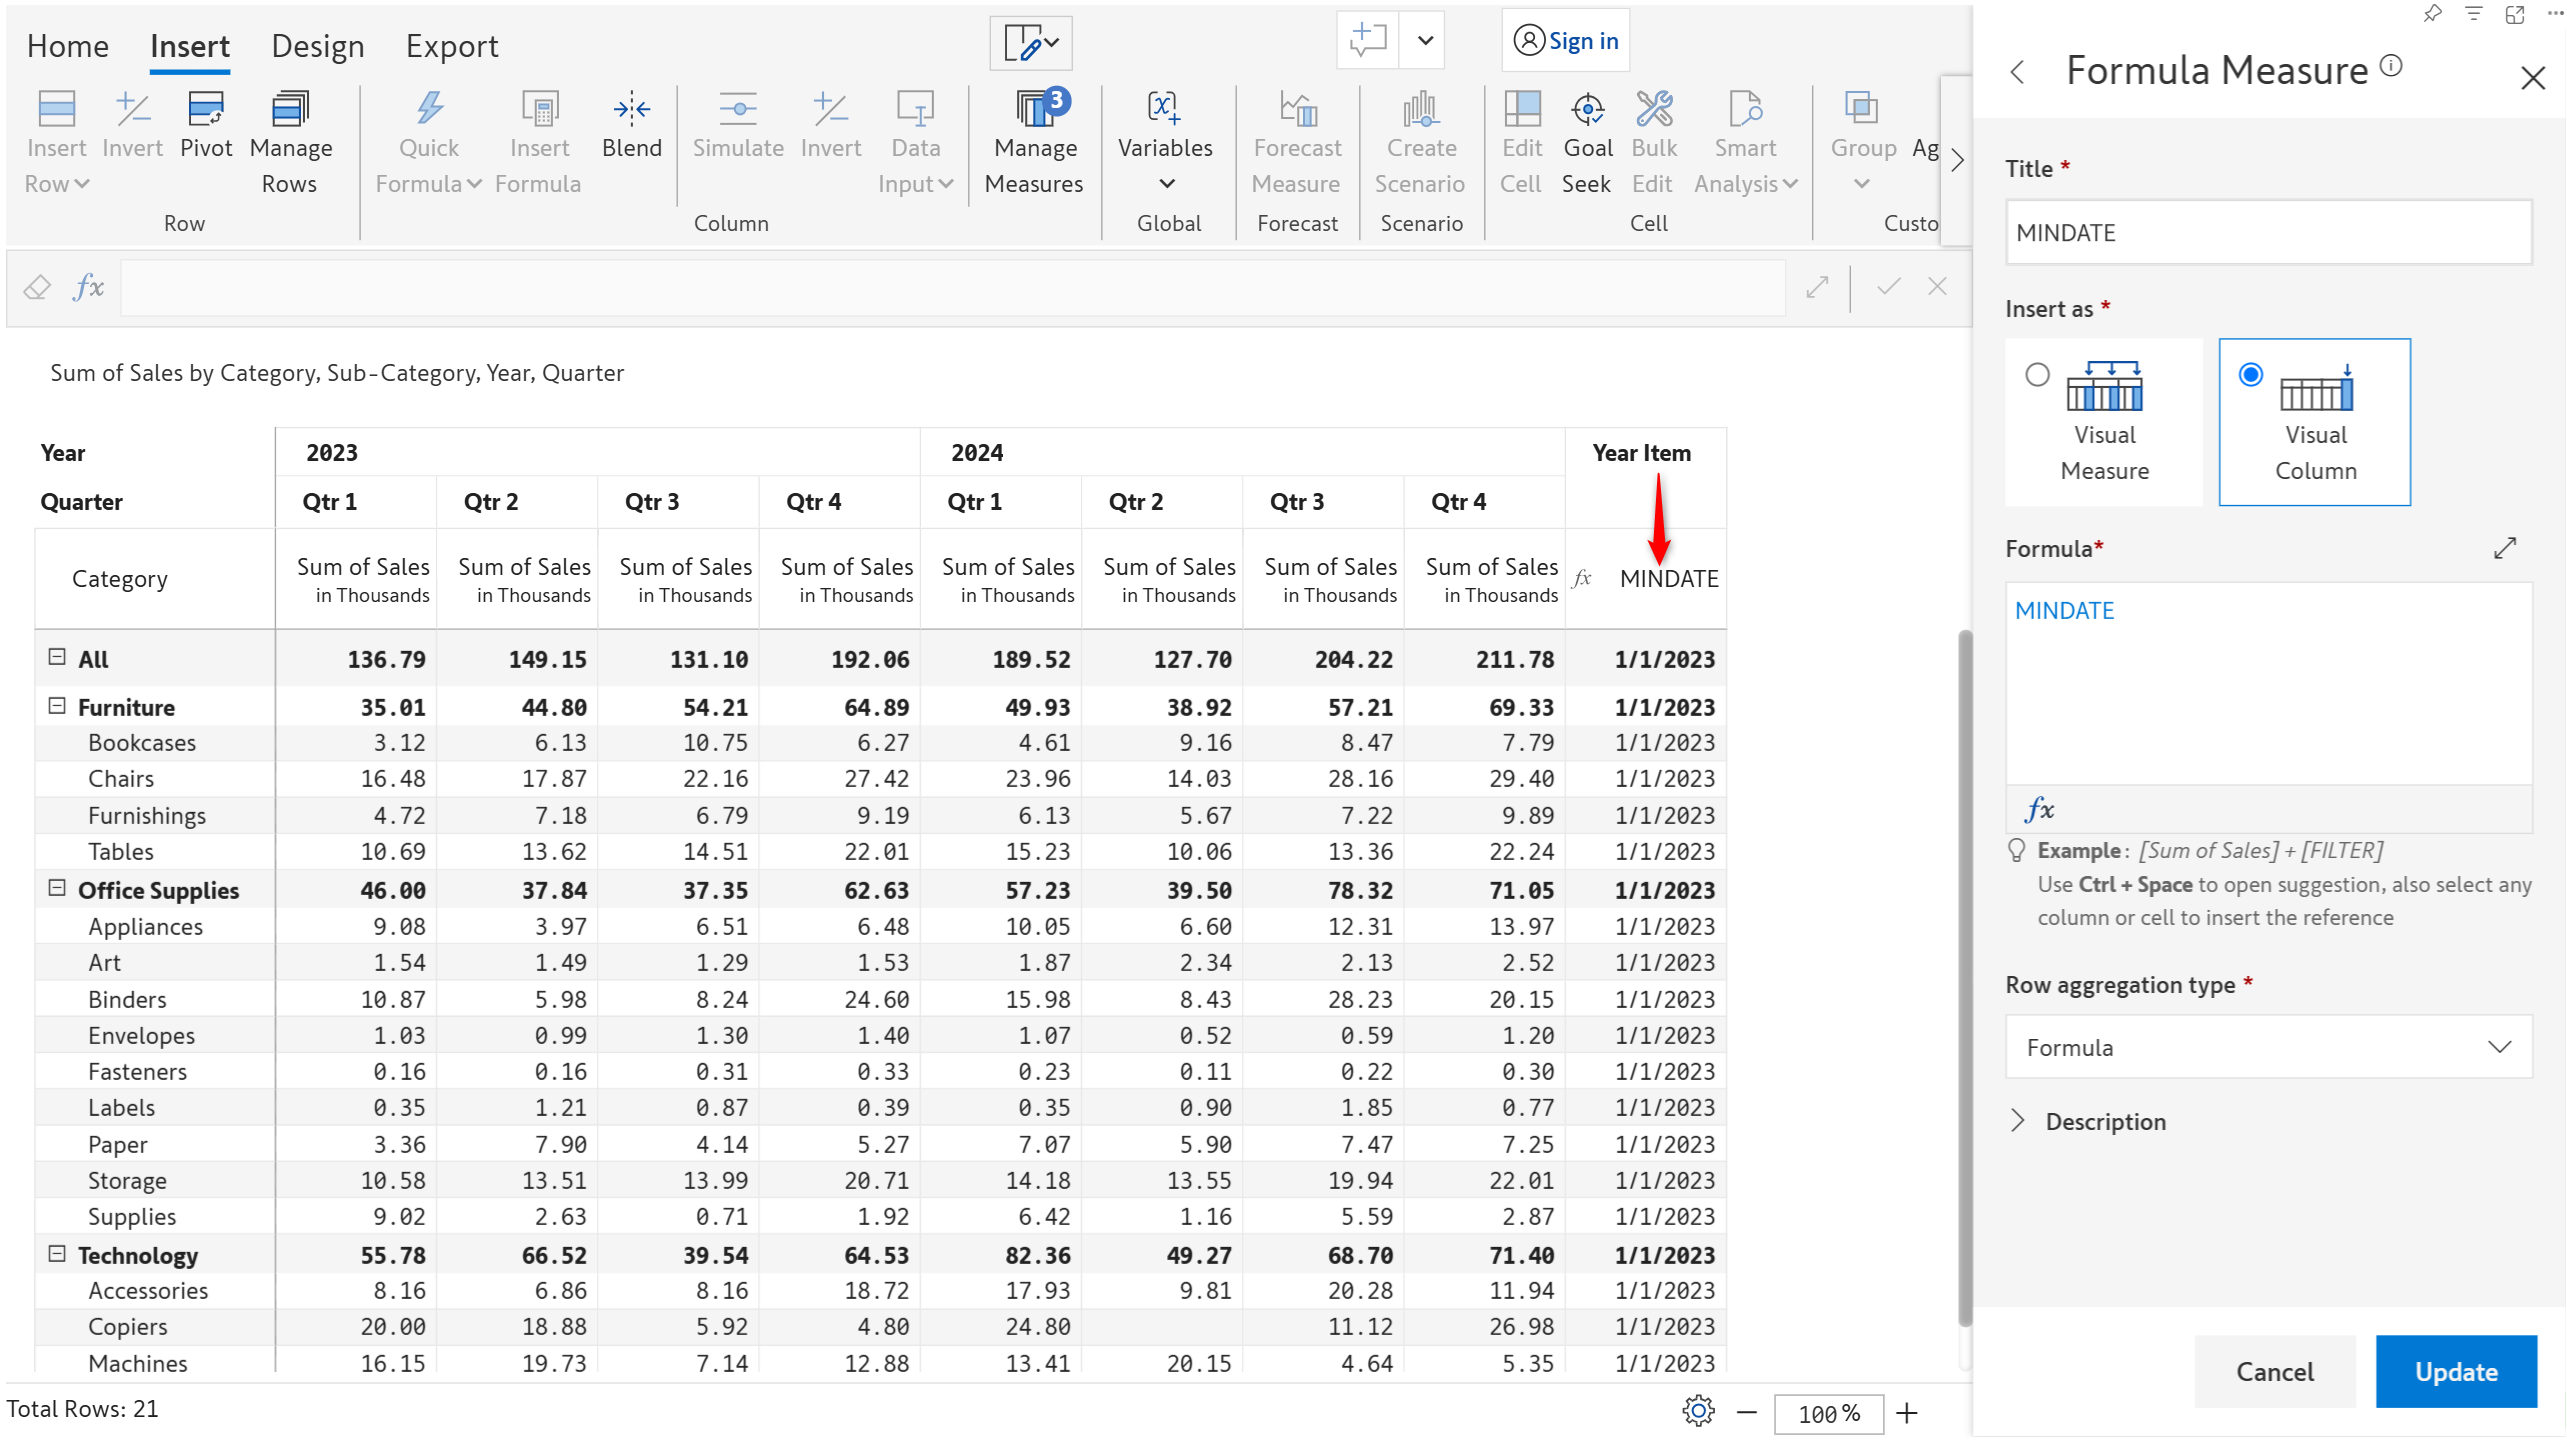 Home Insert Design Export Sign in
Insert Row Invert Pivot Manage Rows Quick Formula Insert Formula Blend Simulate Invert Data Input Manage Measures 3 Variables Forecast Measure Create Scenario Edit Cell Goal Seek Bulk Edit Smart Analysis Group Ag
Row Column Global Forecast Scenario Cell Custo
fx
Sum of Sales by Category, Sub-Category, Year, Quarter
Year 2023 2024 Year Item
Quarter Qtr 1 Qtr 2 Qtr 3 Qtr 4 Qtr 1 Qtr 2 Qtr 3 Qtr 4
Category Sum of Sales Sum of Sales Sum of Sales Sum of Sales Sum of Sales Sum of Sales Sum of Sales Sum of Sales fx MINDATE
in Thousands in Thousands in Thousands in Thousands in Thousands in Thousands in Thousands in Thousands
All 136.79 149.15 131.10 192.06 189.52 127.70 204.22 211.78 1/1/2023
Furniture 35.01 44.80 54.21 64.89 49.93 38.92 57.21 69.33 1/1/2023
Bookcases 3.12 6.13 10.75 6.27 4.61 9.16 8.47 7.79 1/1/2023
Chairs 16.48 17.87 22.16 27.42 23.96 14.03 28.16 29.40 1/1/2023
Furnishings 4.72 7.18 6.79 9.19 6.13 5.67 7.22 9.89 1/1/2023
Tables 10.69 13.62 14.51 22.01 15.23 10.06 13.36 22.24 1/1/2023
Office Supplies 46.00 37.84 37.35 62.63 57.23 39.50 78.32 71.05 1/1/2023
Appliances 9.08 3.97 6.51 6.48 10.05 6.60 12.31 13.97 1/1/2023
Art 1.54 1.49 1.29 1.53 1.87 2.34 2.13 2.52 1/1/2023
Binders 10.87 5.98 8.24 24.60 15.98 8.43 28.23 20.15 1/1/2023
Envelopes 1.03 0.99 1.30 1.40 1.07 0.52 0.59 1.20 1/1/2023
Fasteners 0.16 0.16 0.31 0.33 0.23 0.11 0.22 0.30 1/1/2023
Labels 0.35 1.21 0.87 0.39 0.35 0.90 1.85 0.77 1/1/2023
Paper 3.36 7.90 4.14 5.27 7.07 5.90 7.47 7.25 1/1/2023
Storage 10.58 13.51 13.99 20.71 14.18 13.55 19.94 22.01 1/1/2023
Supplies 9.02 2.63 0.71 1.92 6.42 1.16 5.59 2.87 1/1/2023
Technology 55.78 66.52 39.54 64.53 82.36 49.27 68.70 71.40 1/1/2023
Accessories 8.16 6.86 8.16 18.72 17.93 9.81 20.28 11.94 1/1/2023
Copiers 20.00 18.88 5.92 4.80 24.80 11.12 26.98 1/1/2023
Machines 16.15 19.73 7.14 12.88 13.41 20.15 4.64 5.35 1/1/2023
Total Rows: 21
100 %
Formula Measure
Title *
MINDATE
Insert as *
Visual Measure
Visual Column
Formula*
MINDATE
fx
Example: [Sum of Sales] + [FILTER]
Use Ctrl + Space to open suggestion, also select any
column or cell to insert the reference
Row aggregation type *
Formula
Description
Cancel Update